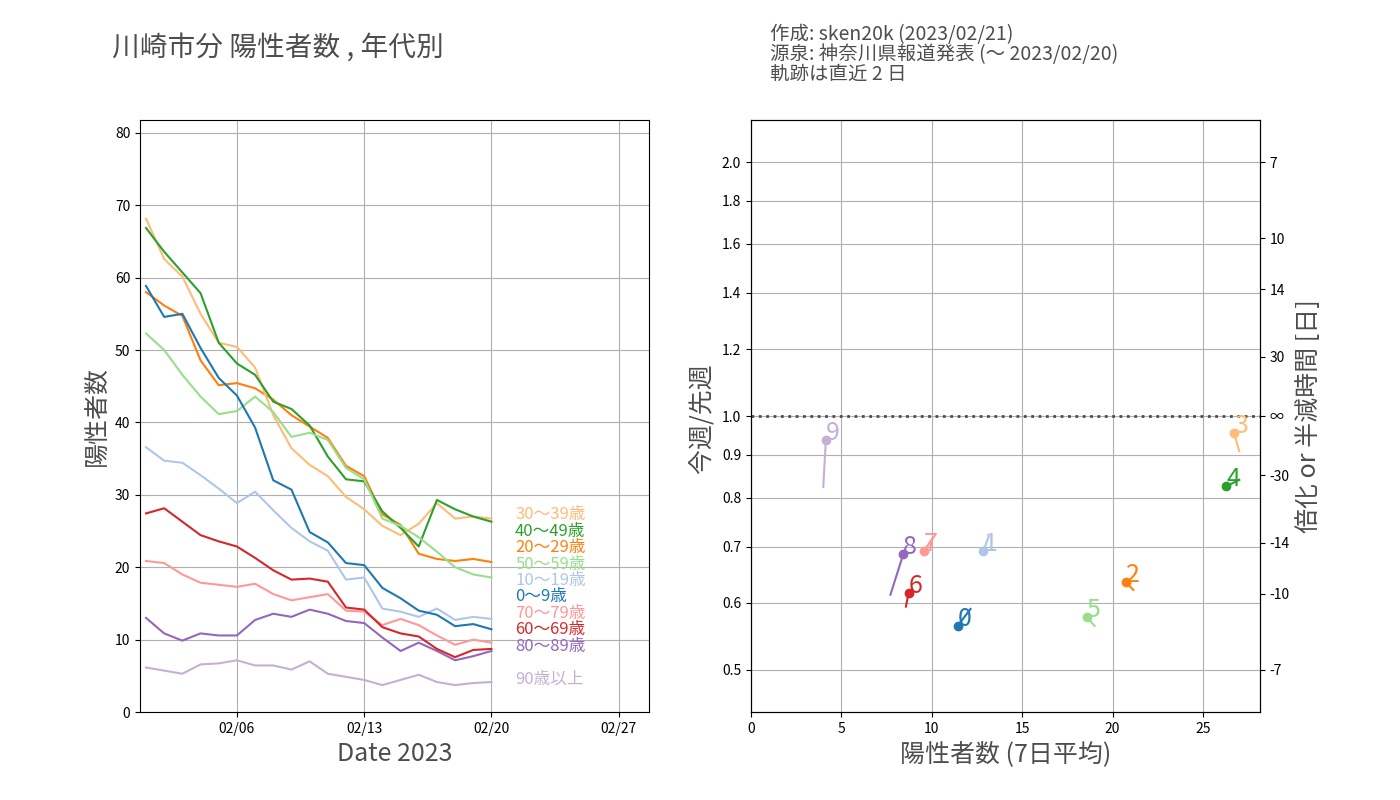 川崎市分 陽性者数 , 年代別
作成: sken20k (2023/02/21)
源泉: 神奈川県報道発表 (〜 2023/02/20)
軌跡は直近 2 日
80
70
60
50
40
30
20
10
0
陽性者数
02/06
02/13
02/20
02/27
Date 2023
30〜39歳
40〜49歳
20〜29歳
50〜59歳
10〜19歳
0〜9歳
70〜79歳
60〜69歳
80〜89歳
90歳以上
2.0
1.8
1.6
1.4
1.2
1.0
0.9
0.8
0.7
0.6
0.5
今週/先週
0
5
10
15
20
25
陽性者数 (7日平均)
7
10
14
30
∞
-30
-14
-10
-7
倍化 or 半減時間 [日]
9
3
4
8
7
4
6
2
5
0